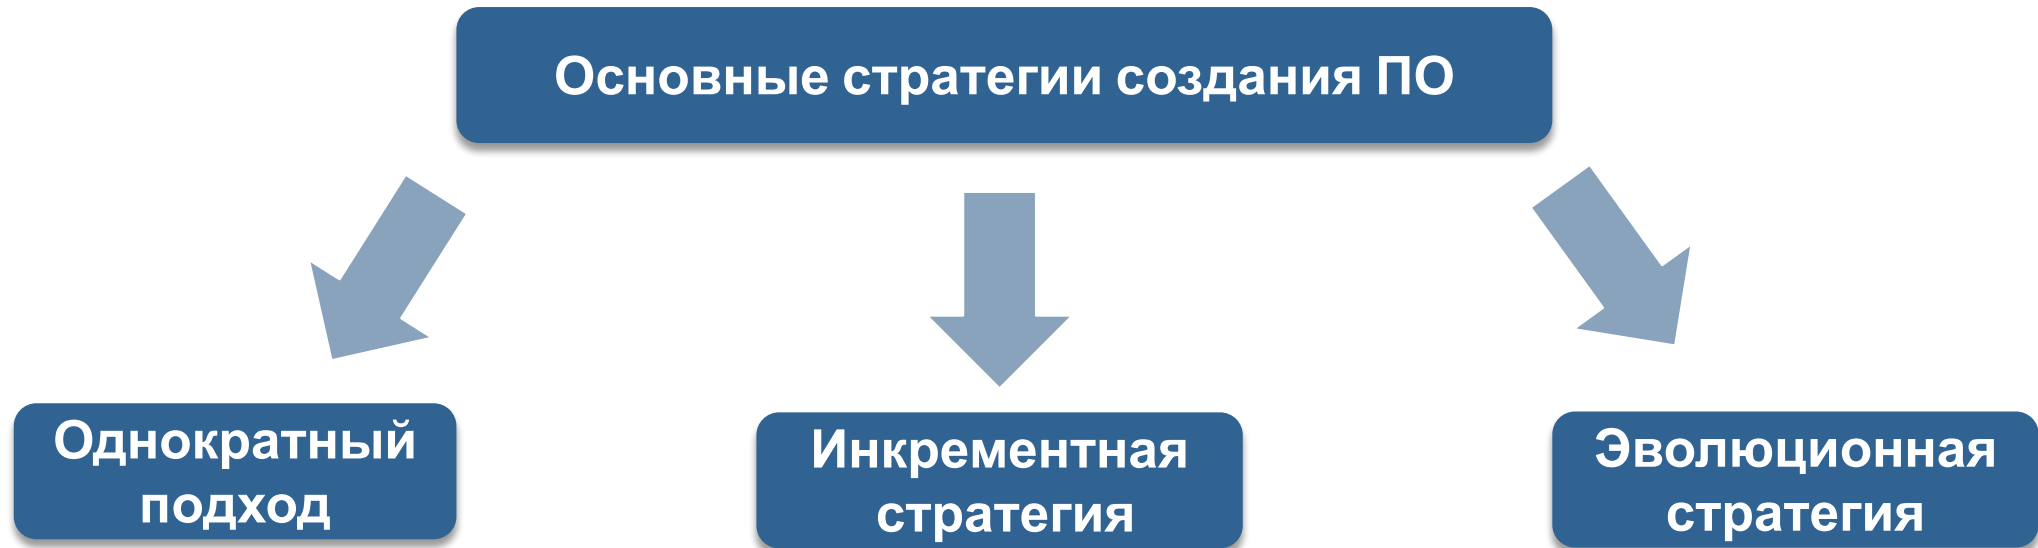 Основные стратегии создания ПО
Однократный
подход
Инкрементная
стратегия
Эволюционная
стратегия